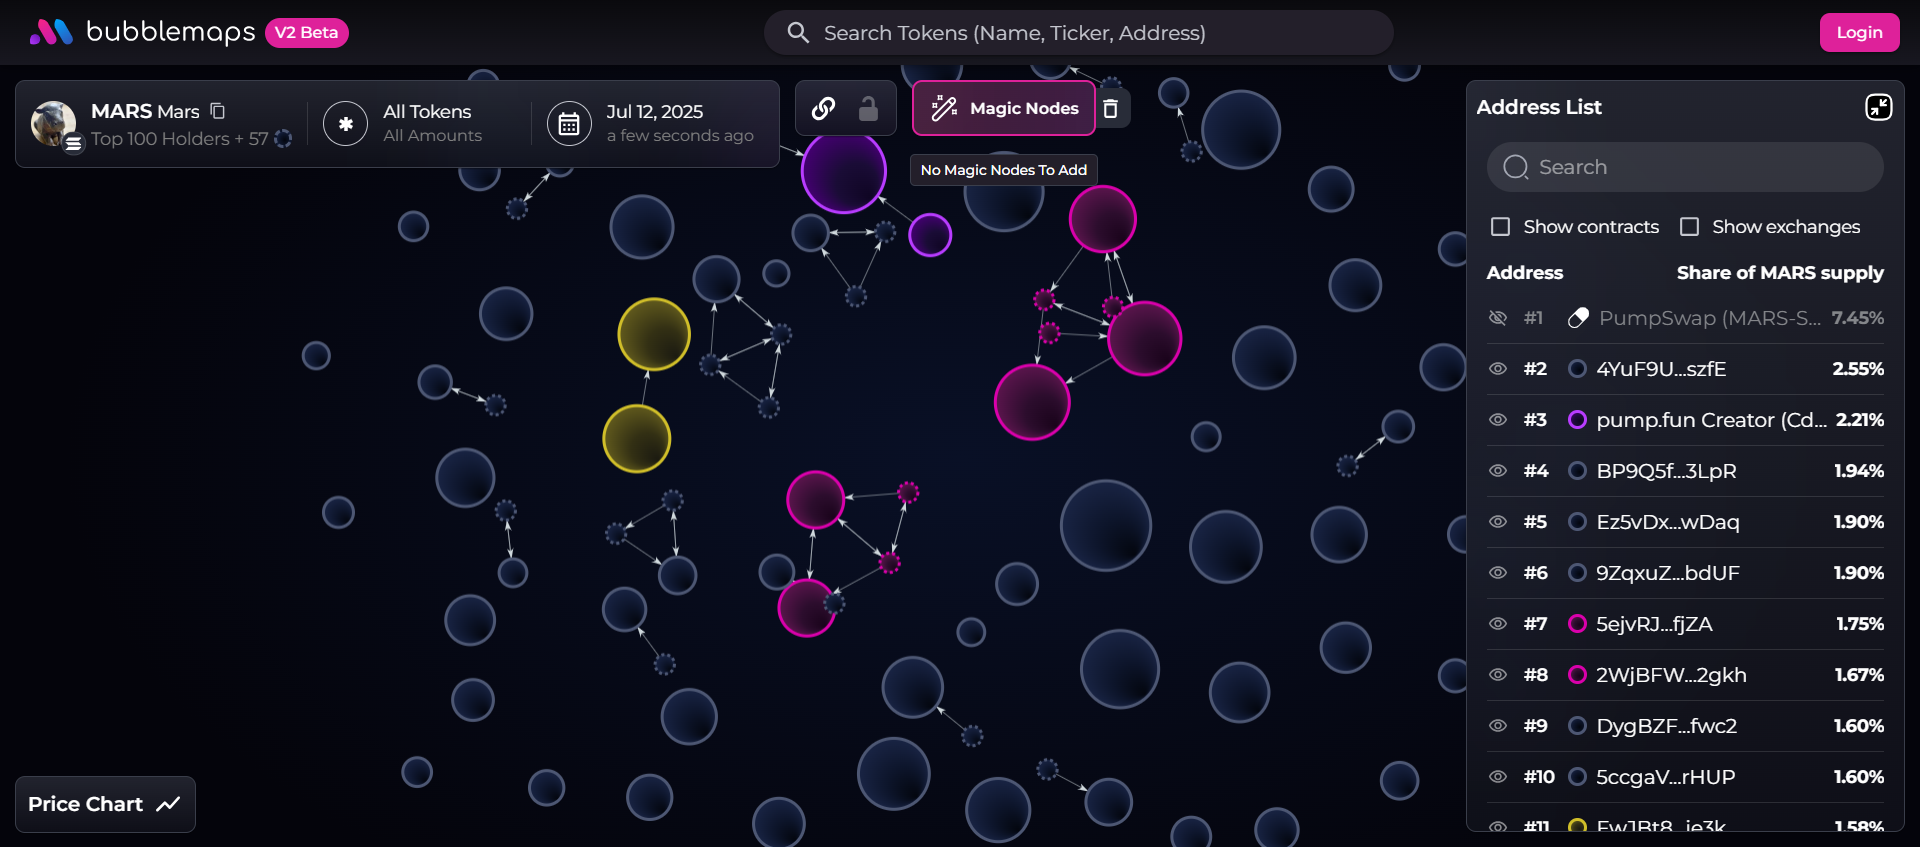 bubblemaps V2 Beta
Search Tokens (Name, Ticker, Address)
Login
MARS Mars
Top 100 Holders + 57
All Tokens
All Amounts
Jul 12, 2025
a few seconds ago
Magic Nodes
No Magic Nodes To Add
Address List
Search
Show contracts Show exchanges
Address Share of MARS supply
#1 PumpSwap (MARS-S... 7.45%
#2 4YuF9U...szfE 2.55%
#3 pump.fun Creator (Cd... 2.21%
#4 BP9Q5f...3LpR 1.94%
#5 Ez5vDx...wDaq 1.90%
#6 9ZqxuZ...bdUF 1.90%
#7 5ejvRJ...fjZA 1.75%
#8 2WjBFW...2gkh 1.67%
#9 DygBZF...fwc2 1.60%
#10 5ccgaV...rHUP 1.60%
#11 1.58%
Price Chart